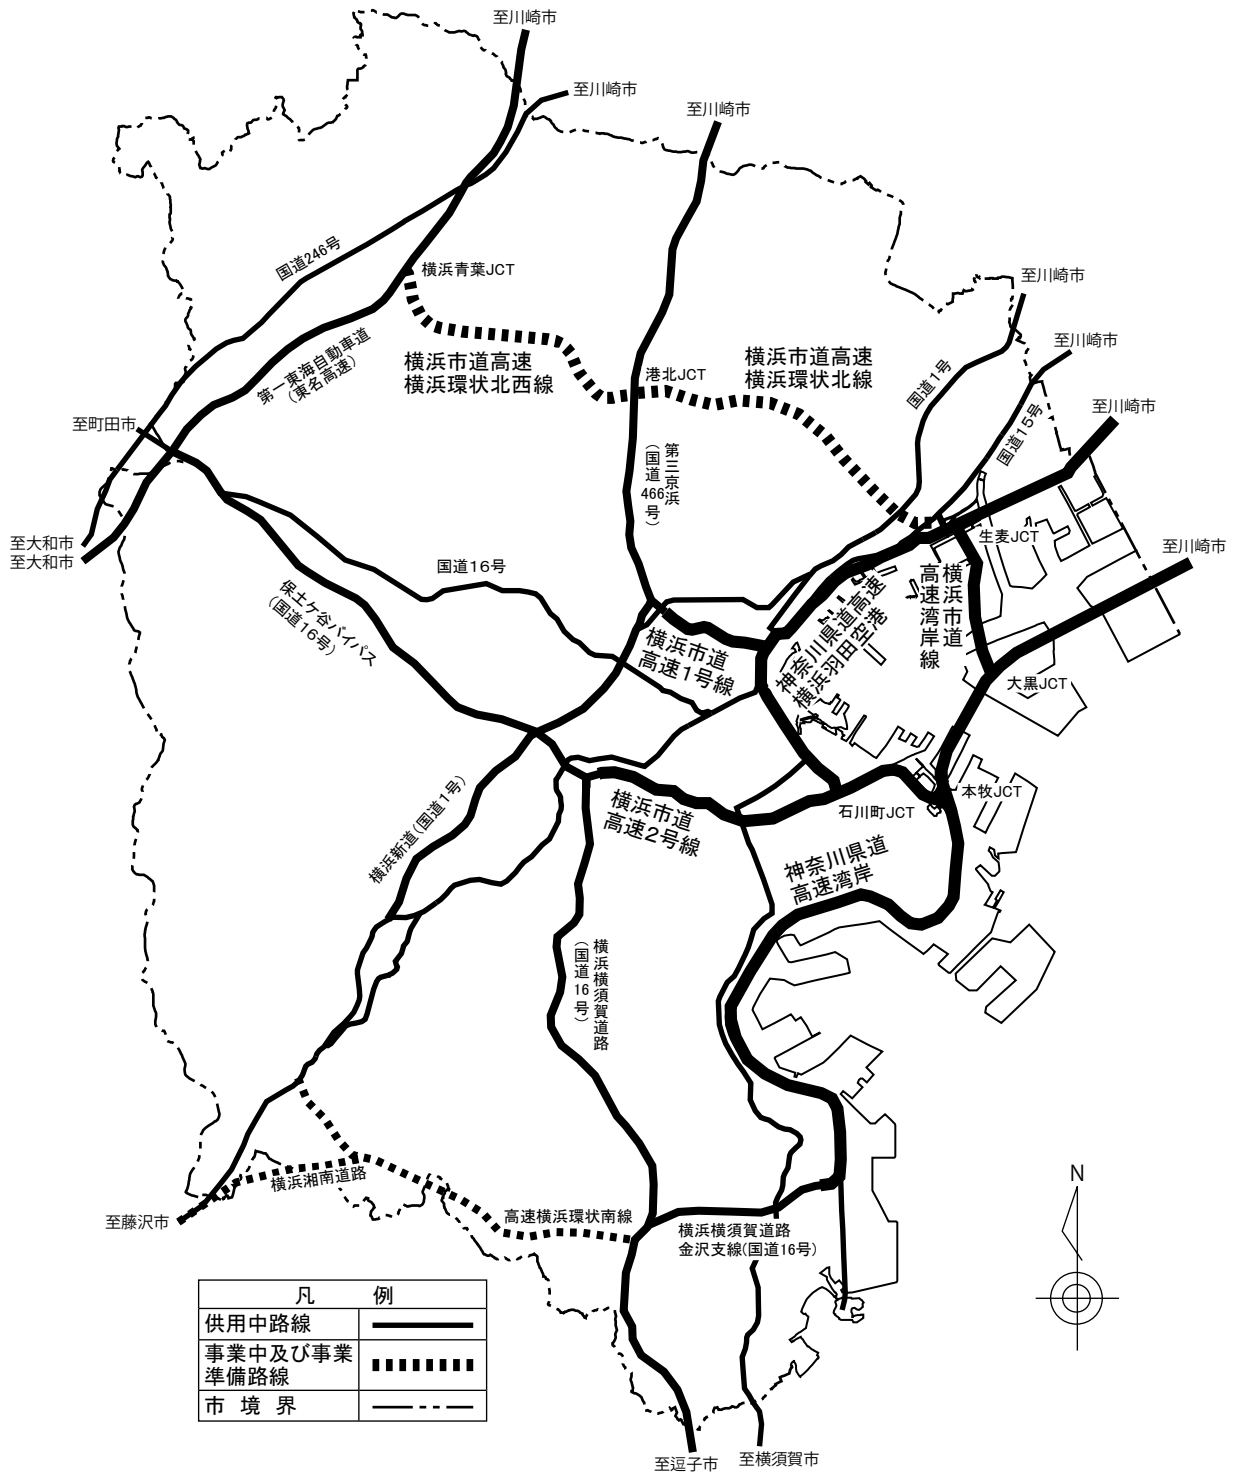 至川崎市
至川崎市
至川崎市
国道246号
横浜青葉JCT
至川崎市
横浜市道高速
横浜環状北西線
港北JCT
横浜市道高速
横浜環状北線
国道1号
至川崎市
国道15号
至川崎市
第一東海自動車道
(東名高速)
至町田市
第三京浜
(国道466号)
至大和市
至大和市
国道16号
生麦JCT
至川崎市
保土ケ谷バイパス
(国道16号)
横浜市道
高速1号線
神奈川県道高速
横浜羽田空港
横浜市道
高速湾岸線
大黒JCT
横浜新道(国道1号)
横浜市道
高速2号線
石川町JCT
本牧JCT
神奈川県道
高速湾岸
横浜横須賀道路
(国道16号)
横浜湘南道路
至藤沢市
高速横浜環状南線
横浜横須賀道路
金沢支線(国道16号)
N
凡 例
供用中路線
事業中及び事業
準備路線
市 境 界
至逗子市
至横須賀市